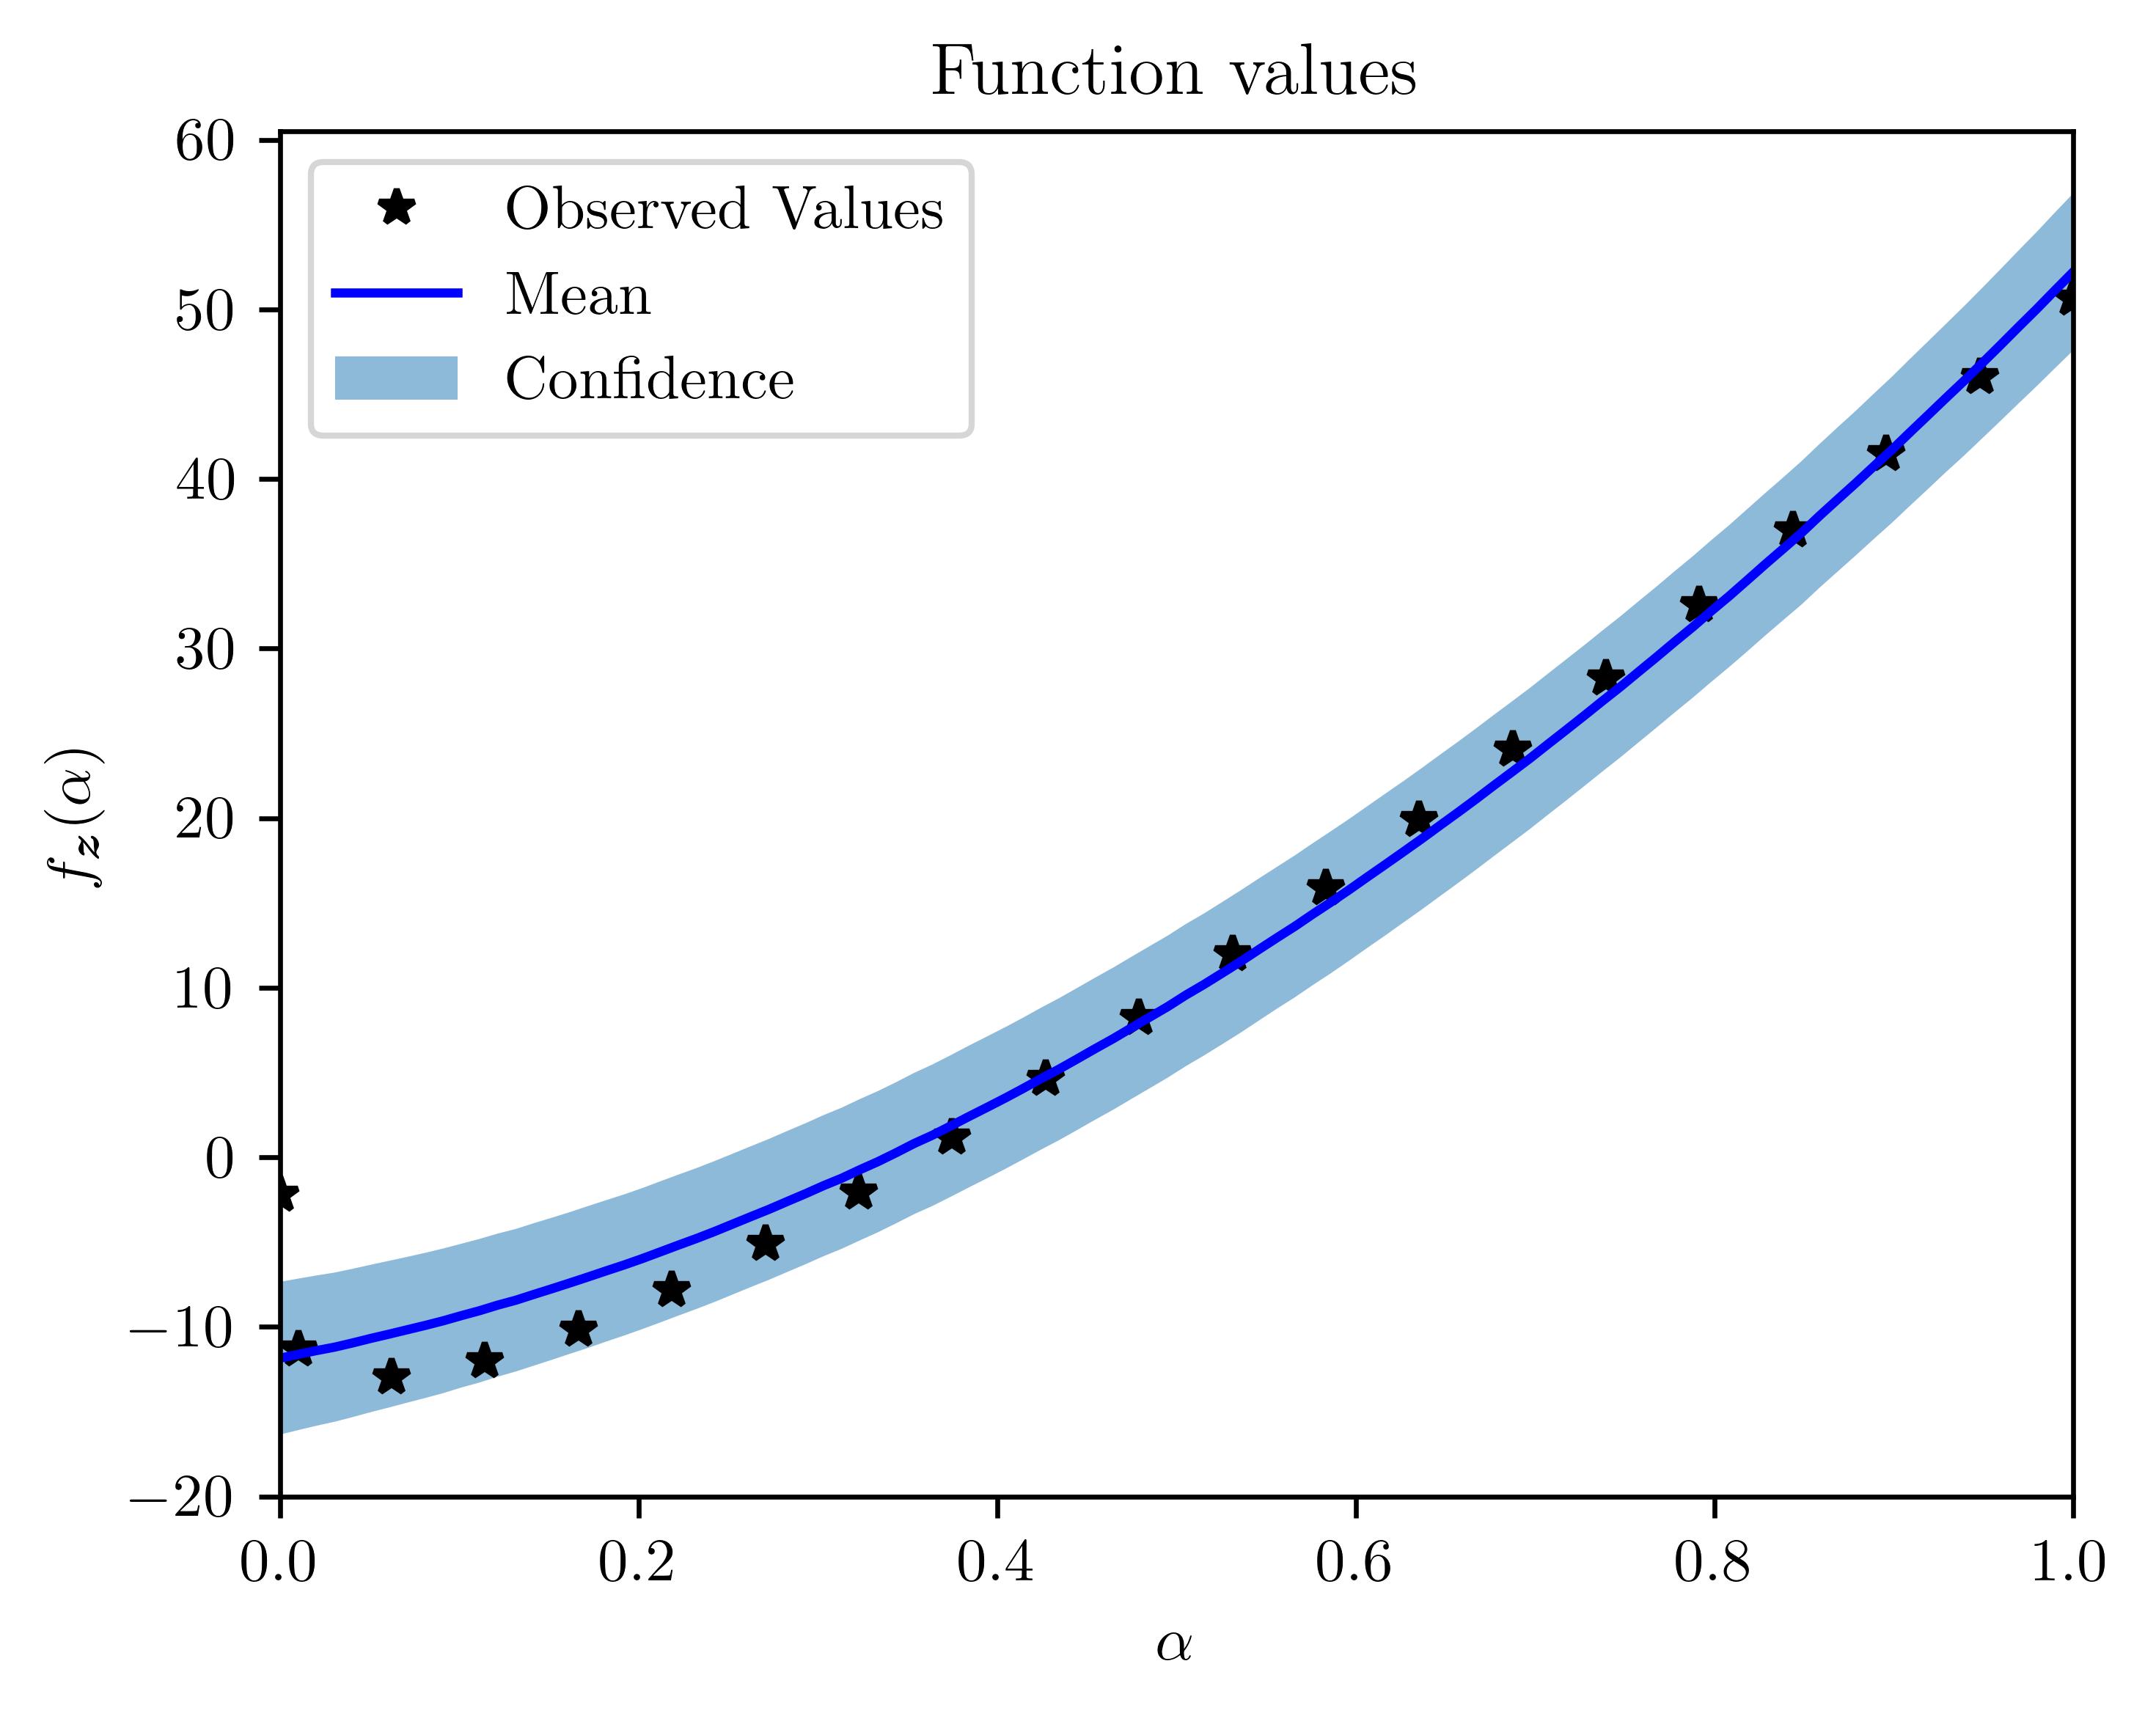 Function values
60
50
40
30
20
10
0
−10
−20
f_z(α)
Observed Values
Mean
Confidence
0.0 0.2 0.4 0.6 0.8 1.0
α